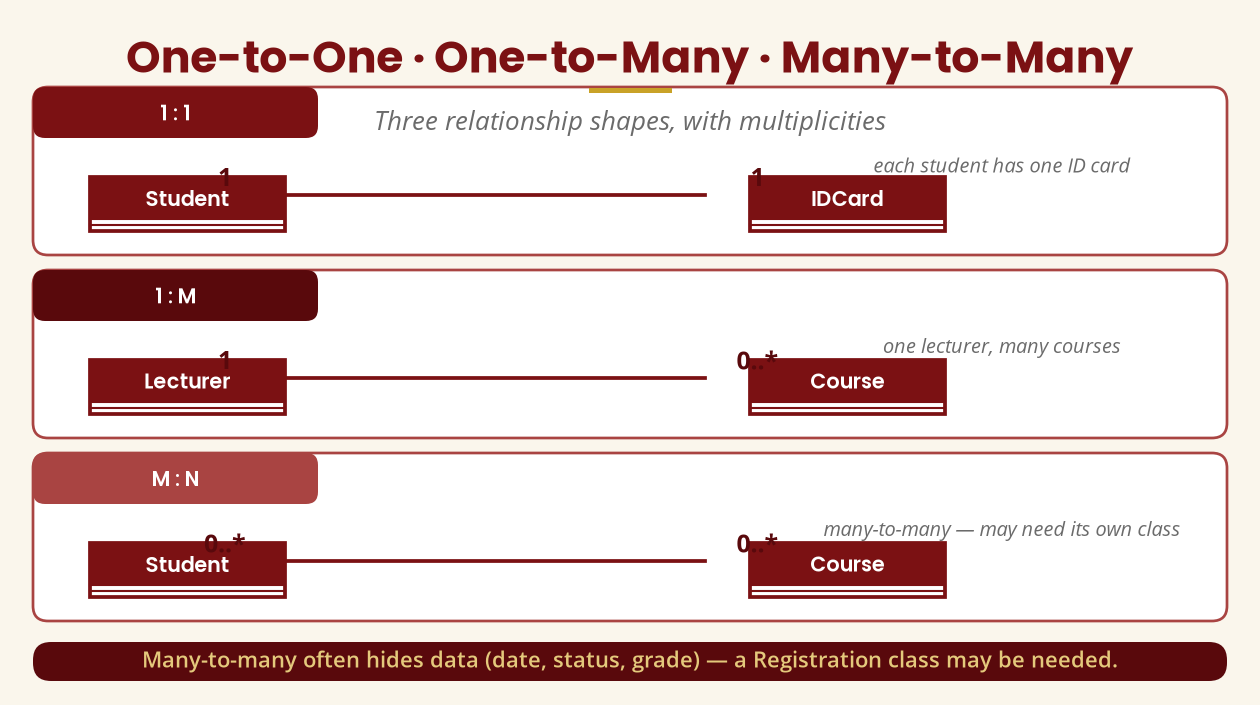 One-to-One · One-to-Many · Many-to-Many
1 : 1
Three relationship shapes, with multiplicities
each student has one ID card
1
1
Student
IDCard
1 : M
one lecturer, many courses
1
0..*
Lecturer
Course
M : N
many-to-many — may need its own class
0..*
0..*
Student
Course
Many-to-many often hides data (date, status, grade) — a Registration class may be needed.